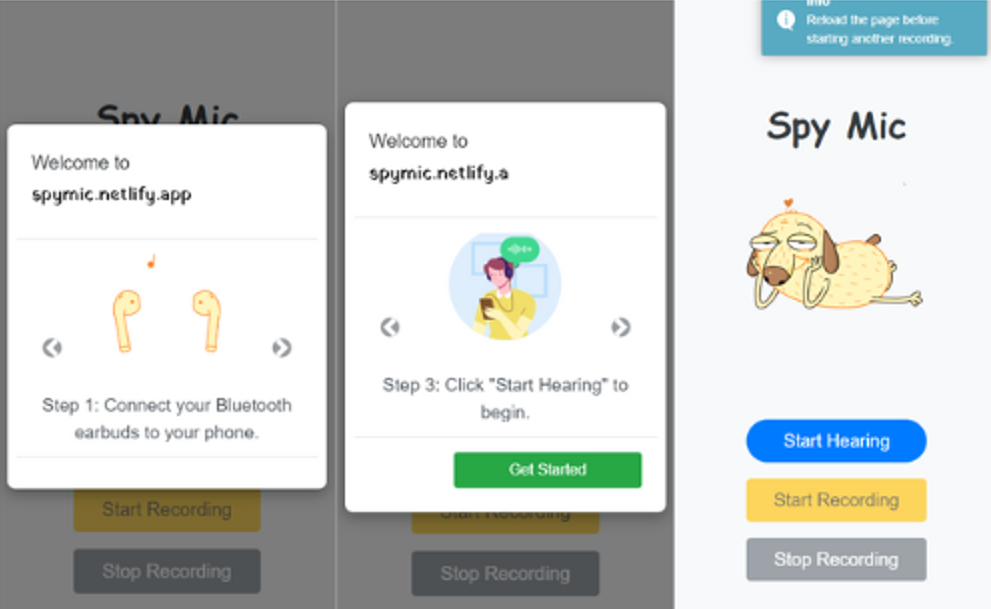 Spy Mic
Welcome to
spymic.netlify.app
Step 1: Connect your Bluetooth
earbuds to your phone.
Start Recording
Stop Recording
Welcome to
spymic.netlify.a
Step 3: Click "Start Hearing" to
begin.
Get Started
Start Recording
Stop Recording
Info
Reload the page before
starting another recording.
Spy Mic
Start Hearing
Start Recording
Stop Recording